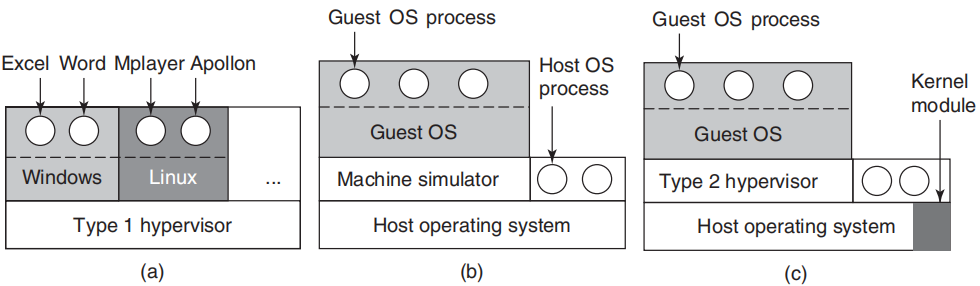 Excel Word Mplayer Apollon
Windows
Linux
...
Type 1 hypervisor
(a)
Guest OS process
Host OS
process
Guest OS
Machine simulator
Host operating system
(b)
Guest OS process
Kernel
module
Guest OS
Type 2 hypervisor
Host operating system
(c)